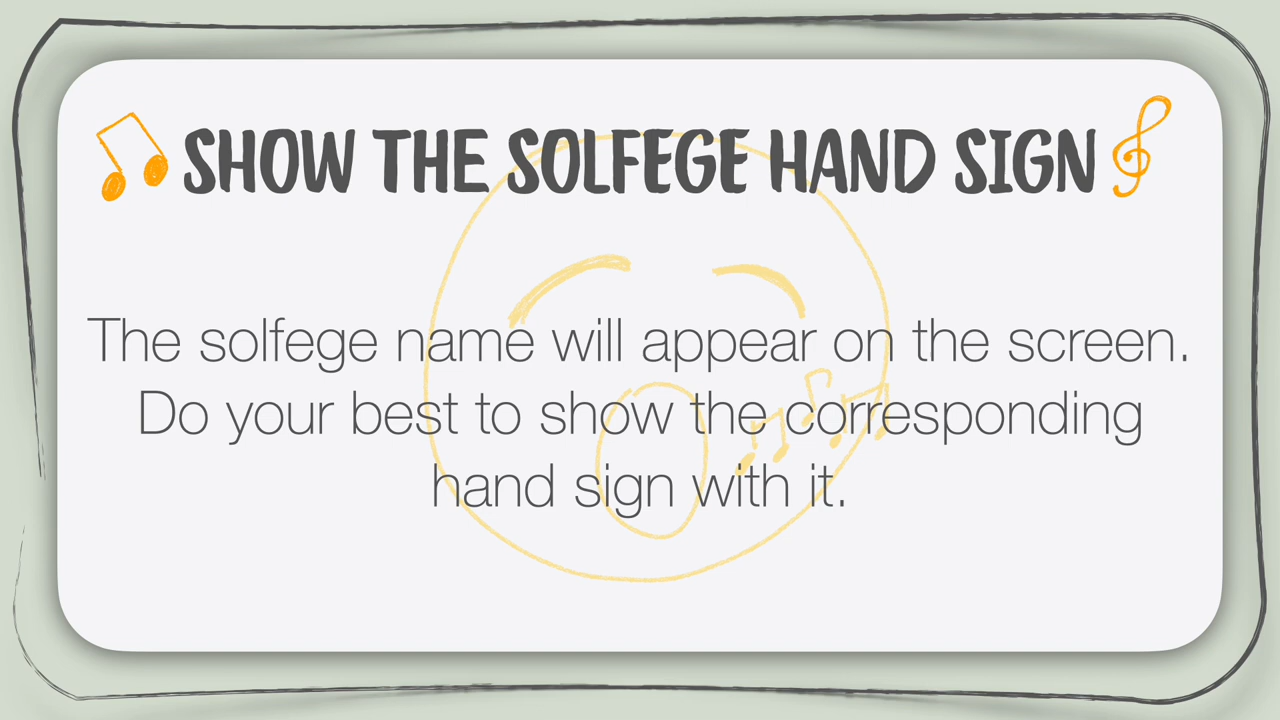 SHOW THE SOLFEGE HAND SIGN
The solfege name will appear on the screen.
Do your best to show the corresponding
hand sign with it.